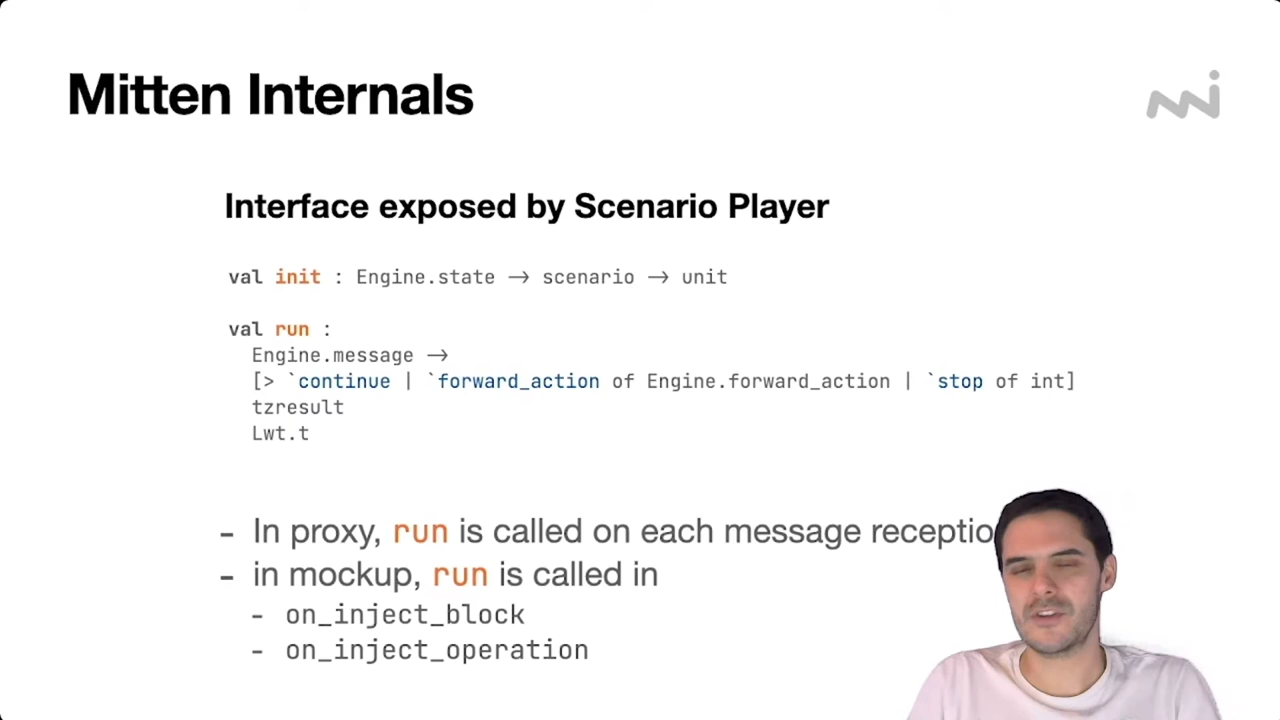 Mitten Internals
Interface exposed by Scenario Player
val init : Engine.state → scenario → unit
val run :
Engine.message →
[> `continue | `forward_action of Engine.forward_action | `stop of int]
tzresult
Lwt.t
- In proxy, run is called on each message receptio
- in mockup, run is called in
- on_inject_block
- on_inject_operation